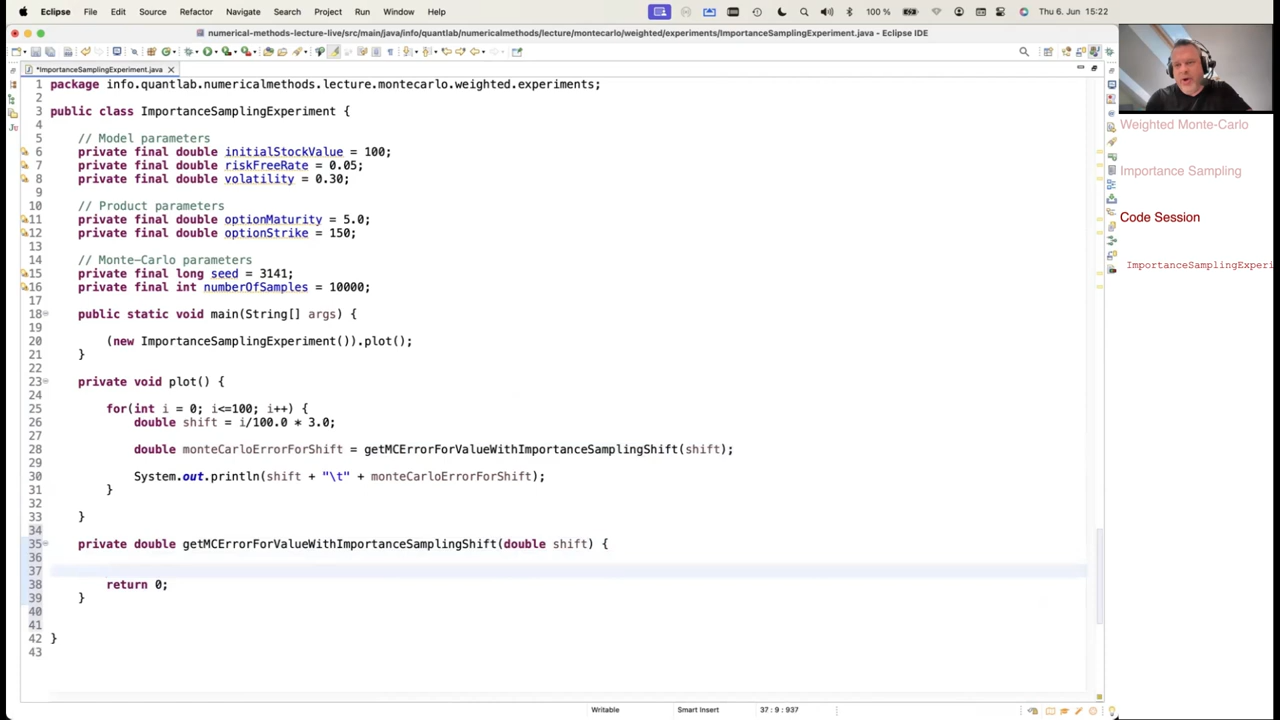 Eclipse File Edit Source Refactor Navigate Search Project Run Window Help 100 % Thu 6. Jun 15:22
numerical-methods-lecture-live/src/main/java/info/quantlab/numericalmethods/lecture/montecarlo/weighted/experiments/ImportanceSamplingExperiment.java - Eclipse IDE
*ImportanceSamplingExperiment.java
1 package info.quantlab.numericalmethods.lecture.montecarlo.weighted.experiments;
2
3 public class ImportanceSamplingExperiment {
4
5 // Model parameters
6 private final double initialStockValue = 100;
7 private final double riskFreeRate = 0.05;
8 private final double volatility = 0.30;
9
10 // Product parameters
11 private final double optionMaturity = 5.0;
12 private final double optionStrike = 150;
13
14 // Monte-Carlo parameters
15 private final long seed = 3141;
16 private final int numberOfSamples = 10000;
17
18 public static void main(String[] args) {
19
20 (new ImportanceSamplingExperiment()).plot();
21 }
22
23 private void plot() {
24
25 for(int i = 0; i<=100; i++) {
26 double shift = i/100.0 * 3.0;
27
28 double monteCarloErrorForShift = getMCErrorForValueWithImportanceSamplingShift(shift);
29
30 System.out.println(shift + "\t" + monteCarloErrorForShift);
31 }
32
33 }
34
35 private double getMCErrorForValueWithImportanceSamplingShift(double shift) {
36
37
38 return 0;
39 }
40
41
42 }
43
Writable Smart Insert 37 : 9 : 937
Weighted Monte-Carlo
Importance Sampling
Code Session
ImportanceSamplingExperi